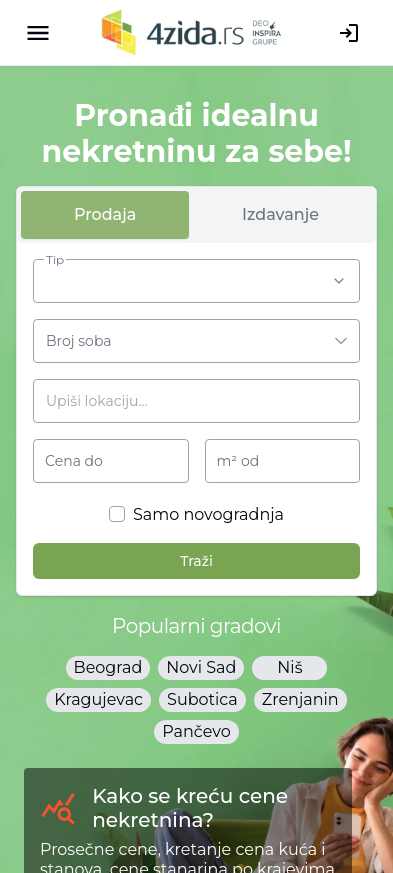 4zida.rs DEO INSPIRA GRUPE
Pronađi idealnu
nekretninu za sebe!
Prodaja Izdavanje
Tip
Broj soba
Upiši lokaciju...
Cena do m² od
Samo novogradnja
Traži
Popularni gradovi
Beograd Novi Sad Niš
Kragujevac Subotica Zrenjanin
Pančevo
Kako se kreću cene
nekretnina?
Prosečne cene, kretanje cena kuća i
stanova, cene stanarina po krajevima